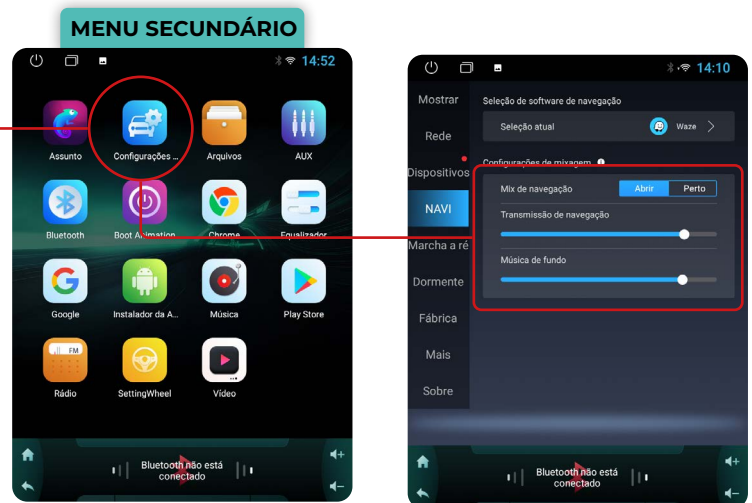 MENU SECUNDÁRIO
14:52
Assunto
Configurações ...
Arquivos
AUX
Bluetooth
Boot Animation
Chrome
Equalizador
Google
Instalador da A...
Música
Play Store
FM
Rádio
SettingWheel
Vídeo
Bluetooth não está
conectado
14:10
Mostrar
Rede
Dispositivos
NAVI
Marcha a ré
Dormente
Fábrica
Mais
Sobre
Seleção de software de navegação
Seleção atual
Waze
Configurações de mixagem
Mix de navegação
Abrir
Perto
Transmissão de navegação
Música de fundo
Bluetooth não está
conectado